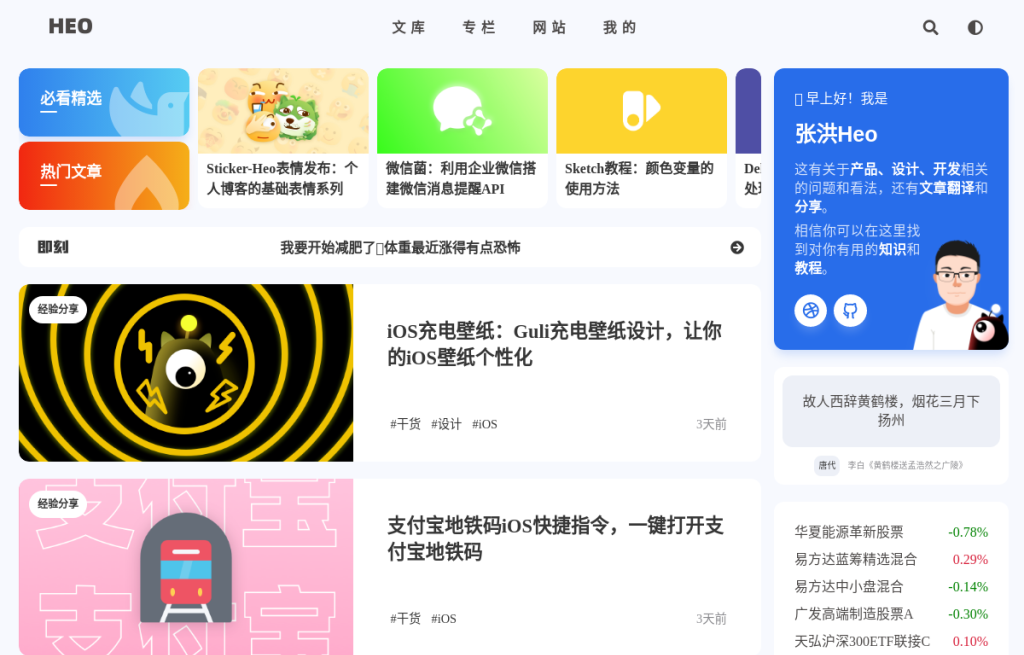 HEO
文库 专栏 网站 我的
必看精选
热门文章
Sticker-Heo表情发布：个
人博客的基础表情系列
微信菌：利用企业微信搭
建微信消息提醒API
Sketch教程：颜色变量的
使用方法
即刻
我要开始减肥了 体重最近涨得有点恐怖
经验分享
iOS充电壁纸：Guli充电壁纸设计，让你
的iOS壁纸个性化
#干货 #设计 #iOS
3天前
支付宝
支付宝
经验分享
支付宝地铁码iOS快捷指令，一键打开支
付宝地铁码
#干货 #iOS
3天前
早上好！我是
张洪Heo
这有关于产品、设计、开发相关
的问题和看法，还有文章翻译和
分享。
相信你可以在这里找
到对你有用的知识和
教程。
故人西辞黄鹤楼，烟花三月下
扬州
唐代 李白《黄鹤楼送孟浩然之广陵》
华夏能源革新股票 -0.78%
易方达蓝筹精选混合 0.29%
易方达中小盘混合 -0.14%
广发高端制造股票A -0.30%
天弘沪深300ETF联接C 0.10%